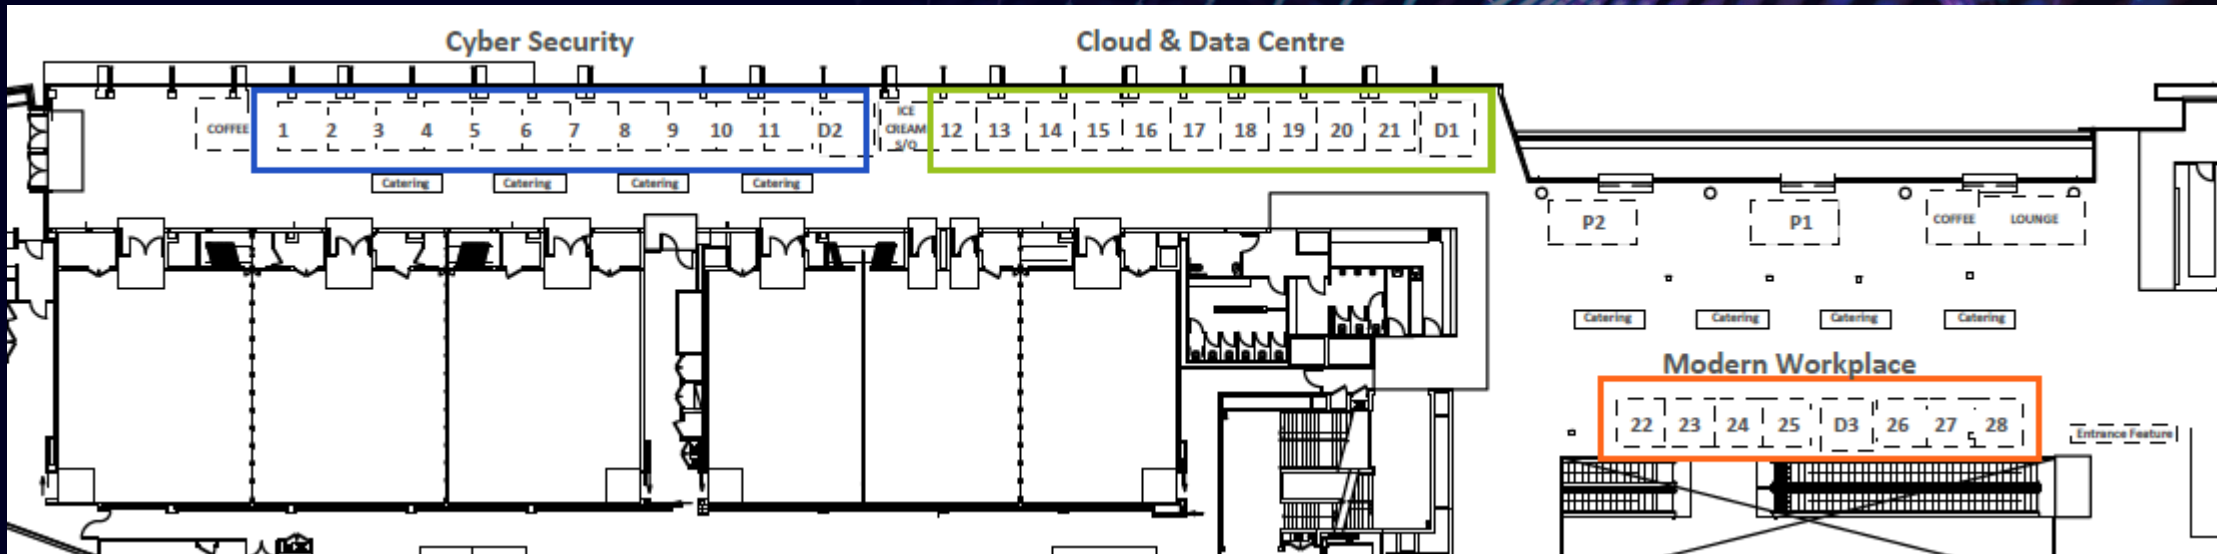 Cyber Security
Cloud & Data Centre
COFFEE 1 2 3 4 5 6 7 8 9 10 11 D2
ICE
CREAM
S/O
12 13 14 15 16 17 18 19 20 21 D1
Catering Catering Catering Catering
P2 P1 COFFEE LOUNGE
Catering Catering Catering Catering
Modern Workplace
22 23 24 25 D3 26 27 28
Entrance Feature